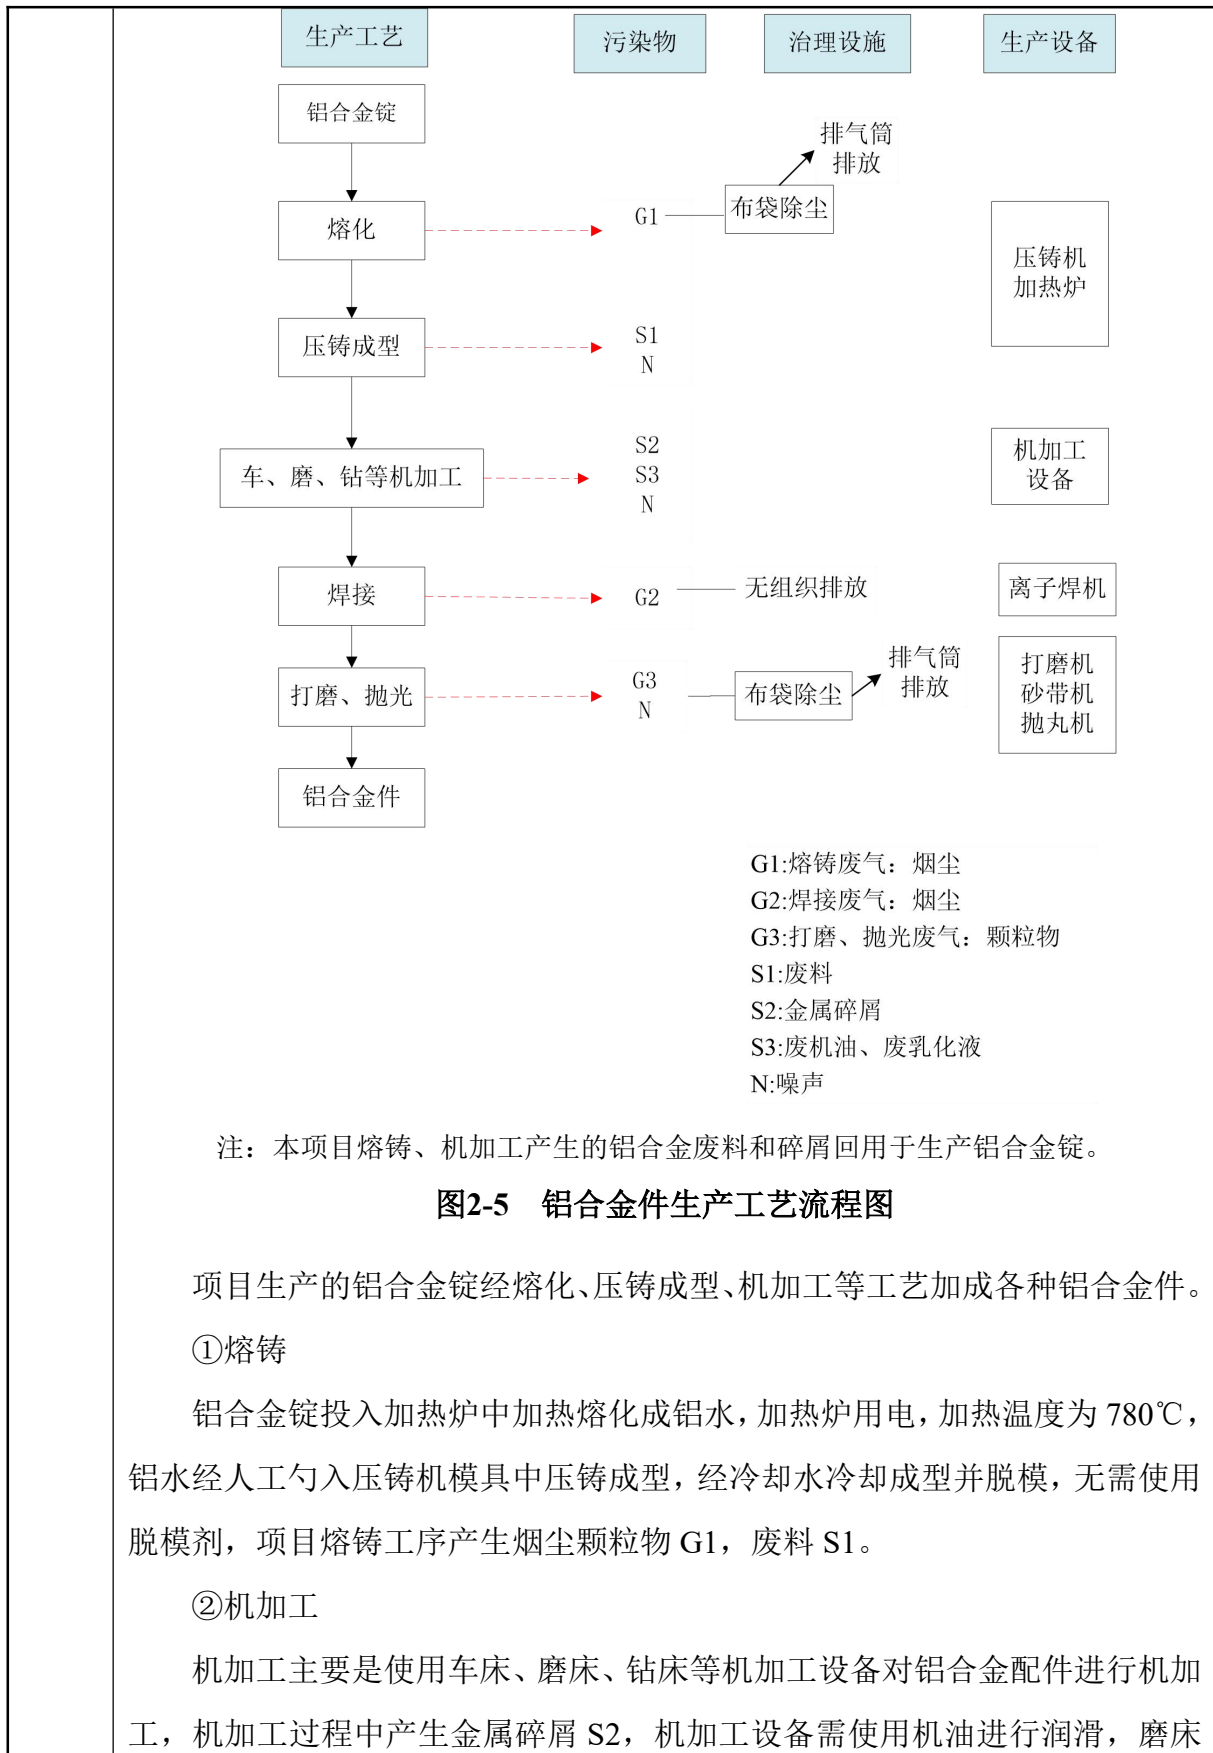 生产工艺
污染物
治理设施
生产设备
铝合金锭
排气筒
排放
熔化
G1
布袋除尘
压铸机
加热炉
压铸成型
S1
N
车、磨、钻等机加工
S2
S3
N
机加工
设备
焊接
G2
无组织排放
离子焊机
打磨、抛光
G3
N
布袋除尘
排气筒
排放
打磨机
砂带机
抛丸机
铝合金件
G1:熔铸废气：烟尘
G2:焊接废气：烟尘
G3:打磨、抛光废气：颗粒物
S1:废料
S2:金属碎屑
S3:废机油、废乳化液
N:噪声
注：本项目熔铸、机加工产生的铝合金废料和碎屑回用于生产铝合金锭。
图2-5 铝合金件生产工艺流程图
项目生产的铝合金锭经熔化、压铸成型、机加工等工艺加成各种铝合金件。
①熔铸
铝合金锭投入加热炉中加热熔化成铝水，加热炉用电，加热温度为 780℃，
铝水经人工勺入压铸机模具中压铸成型，经冷却水冷却成型并脱模，无需使用
脱模剂，项目熔铸工序产生烟尘颗粒物 G1，废料 S1。
②机加工
机加工主要是使用车床、磨床、钻床等机加工设备对铝合金配件进行机加
工，机加工过程中产生金属碎屑 S2，机加工设备需使用机油进行润滑，磨床